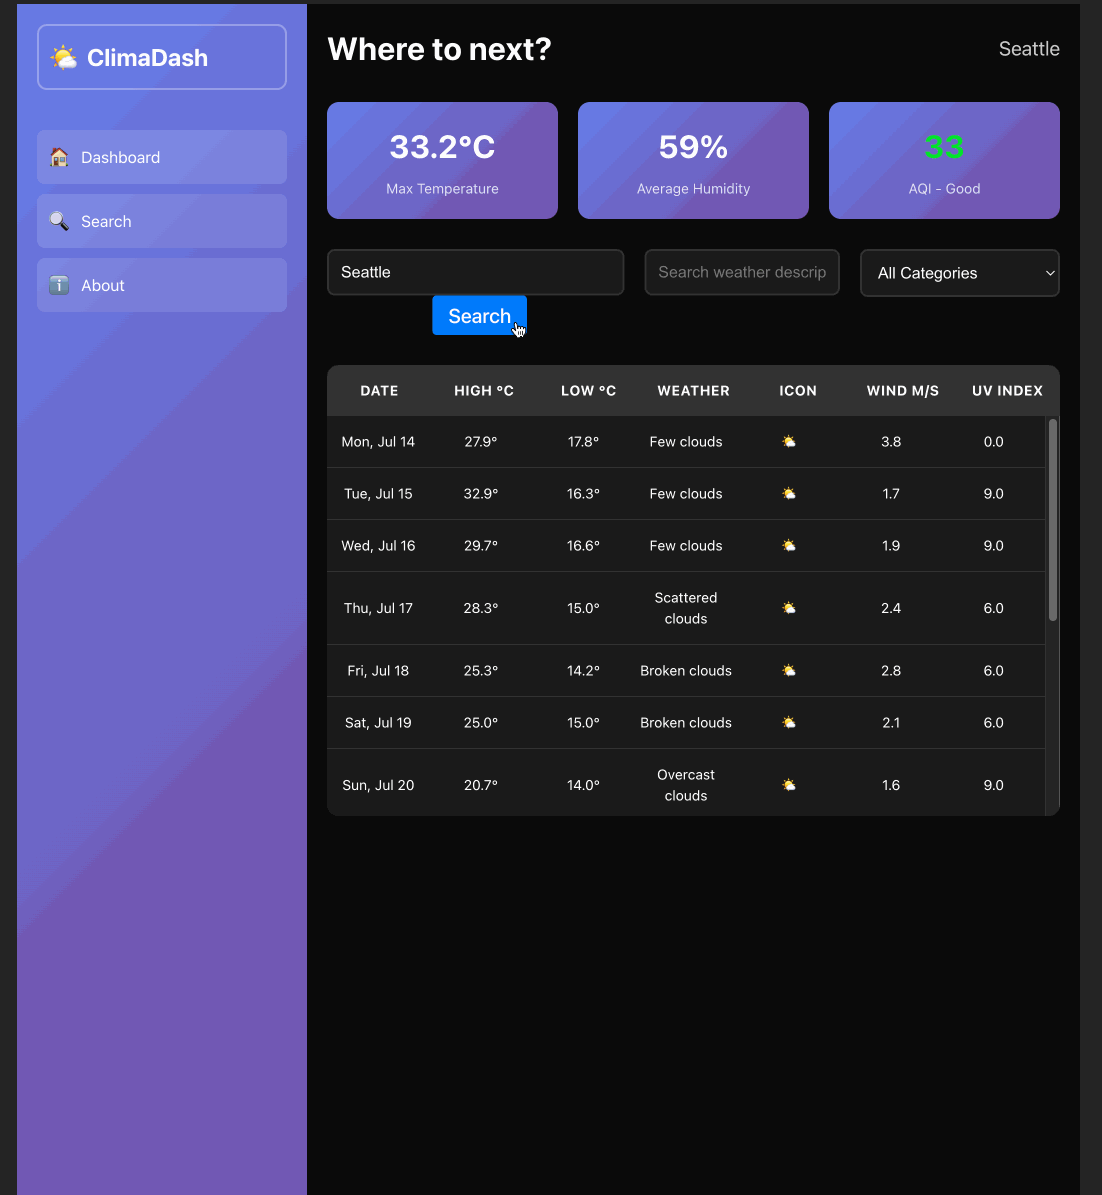 ClimaDash
Dashboard
Search
About
Where to next?
Seattle
33.2°C
Max Temperature
59%
Average Humidity
33
AQI - Good
Seattle
Search weather descrip
All Categories
Search
DATE HIGH °C LOW °C WEATHER ICON WIND M/S UV INDEX
Mon, Jul 14 27.9° 17.8° Few clouds 3.8 0.0
Tue, Jul 15 32.9° 16.3° Few clouds 1.7 9.0
Wed, Jul 16 29.7° 16.6° Few clouds 1.9 9.0
Thu, Jul 17 28.3° 15.0° Scattered clouds 2.4 6.0
Fri, Jul 18 25.3° 14.2° Broken clouds 2.8 6.0
Sat, Jul 19 25.0° 15.0° Broken clouds 2.1 6.0
Sun, Jul 20 20.7° 14.0° Overcast clouds 1.6 9.0